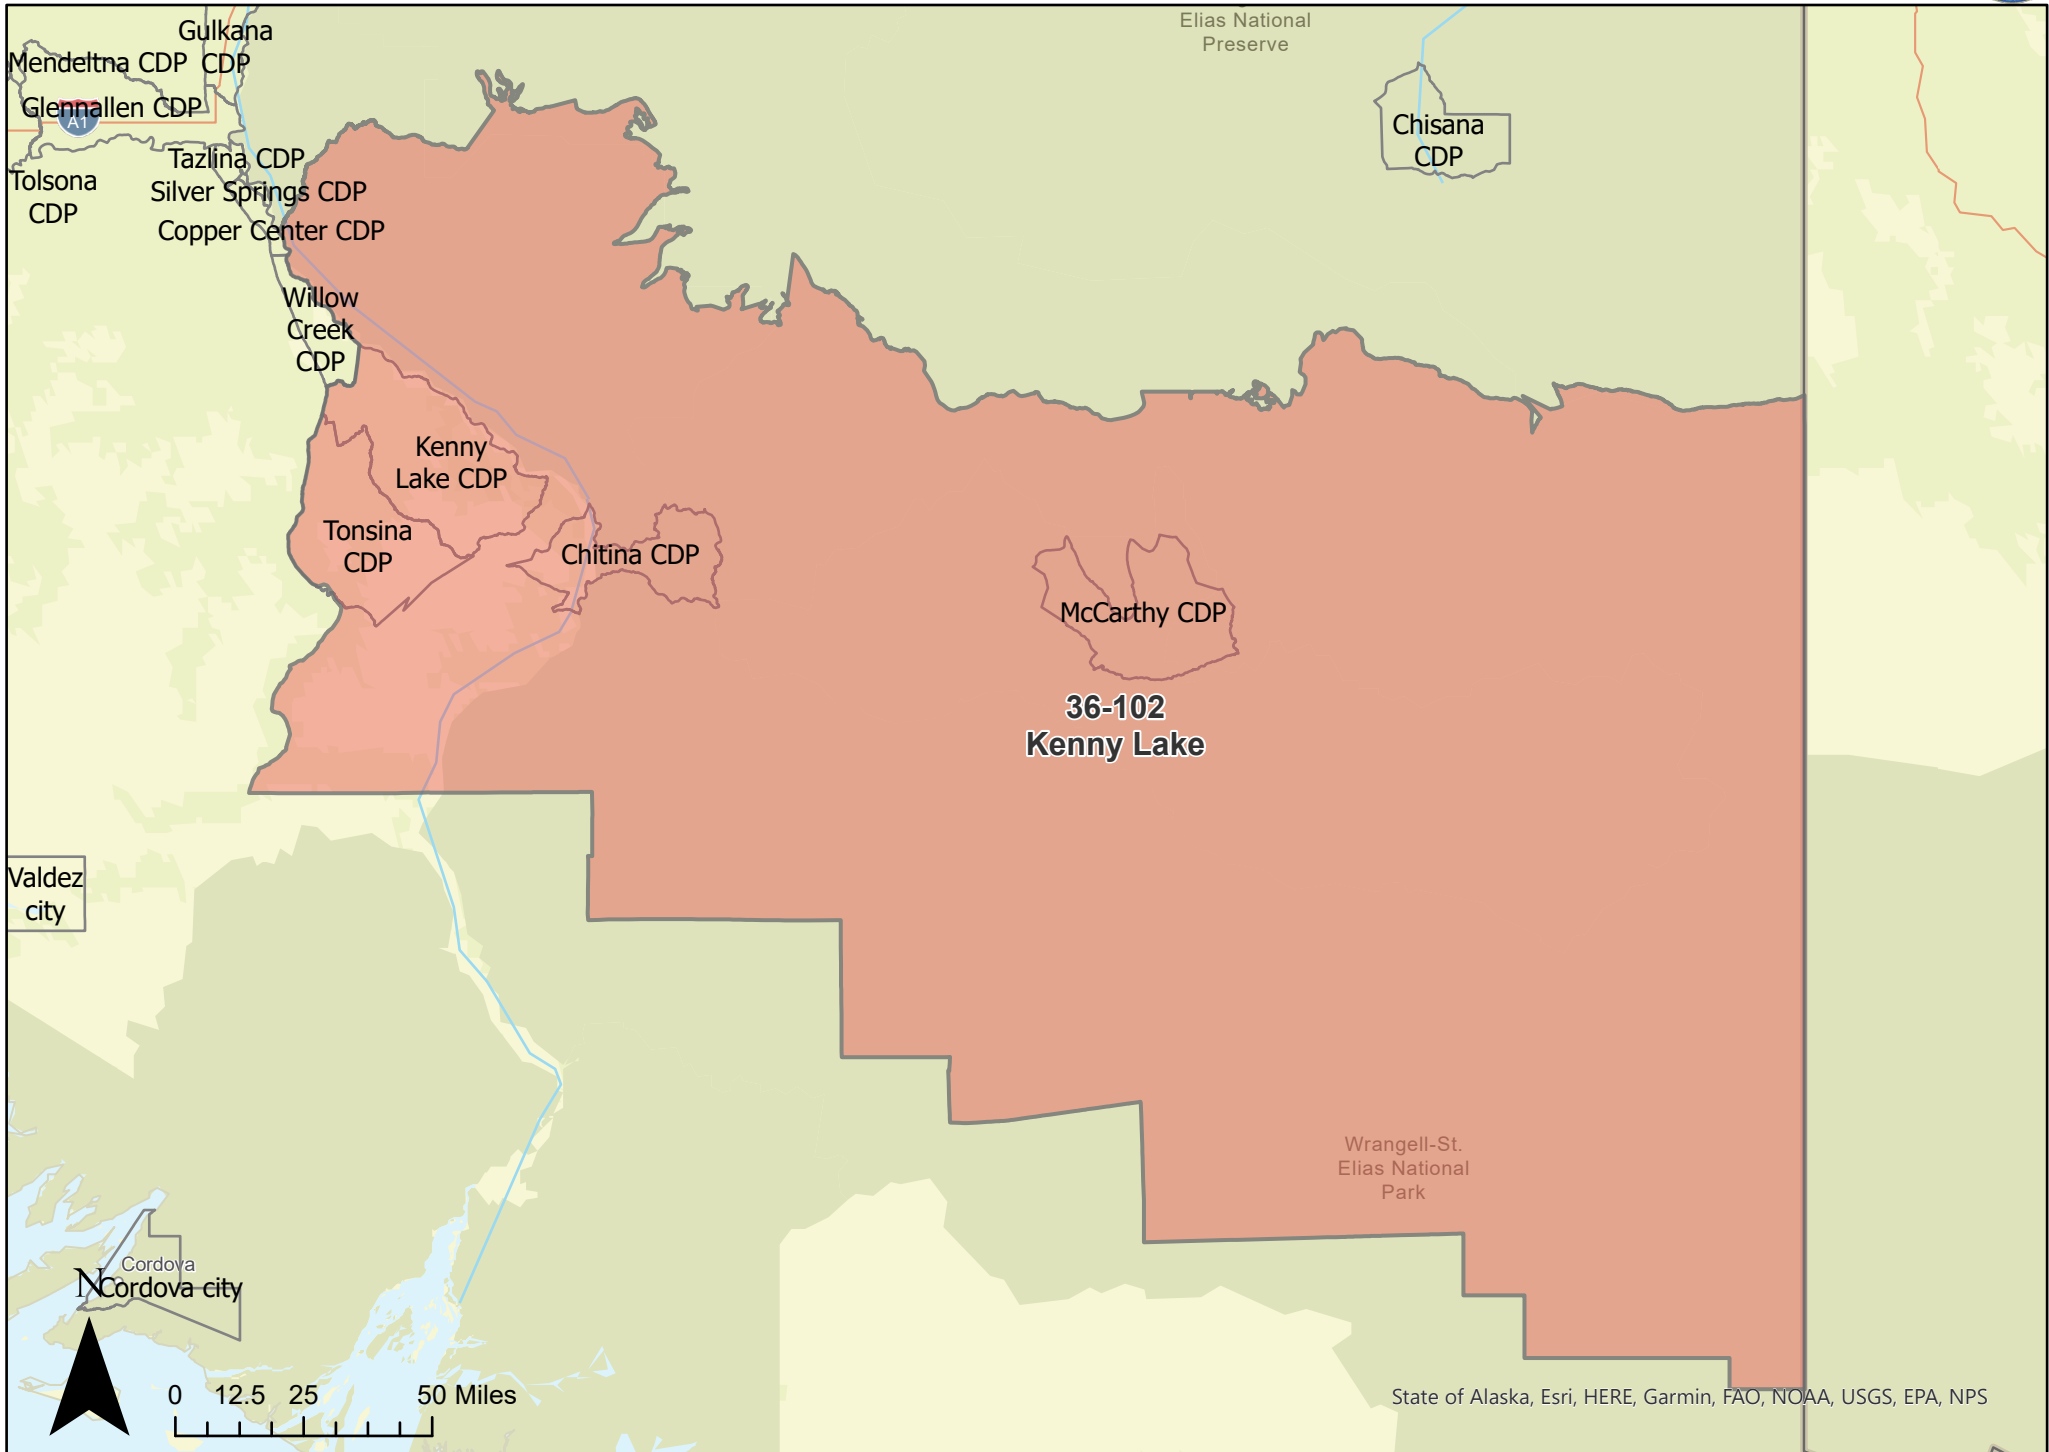 Elias National
Preserve
Gulkana
CDP
Mendeltna CDP
Glennallen CDP
A1
Tazlina CDP
Tolsona
CDP
Silver Springs CDP
Copper Center CDP
Chisana
CDP
Willow
Creek
CDP
Kenny
Lake CDP
Tonsina
CDP
Chitina CDP
McCarthy CDP
36-102
Kenny Lake
Valdez
city
Wrangell-St.
Elias National
Park
Cordova
N
Cordova city
0 12.5 25 50 Miles
State of Alaska, Esri, HERE, Garmin, FAO, NOAA, USGS, EPA, NPS